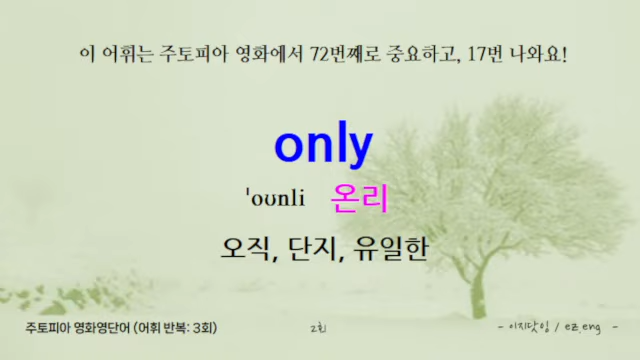 이 어휘는 주토피아 영화에서 72번째로 중요하고, 17번 나와요!
only
ˈoʊnli 온리
오직, 단지, 유일한
주토피아 영화영단어 (어휘 반복: 3회) 2회 - 이지닷잉 / ez.eng -